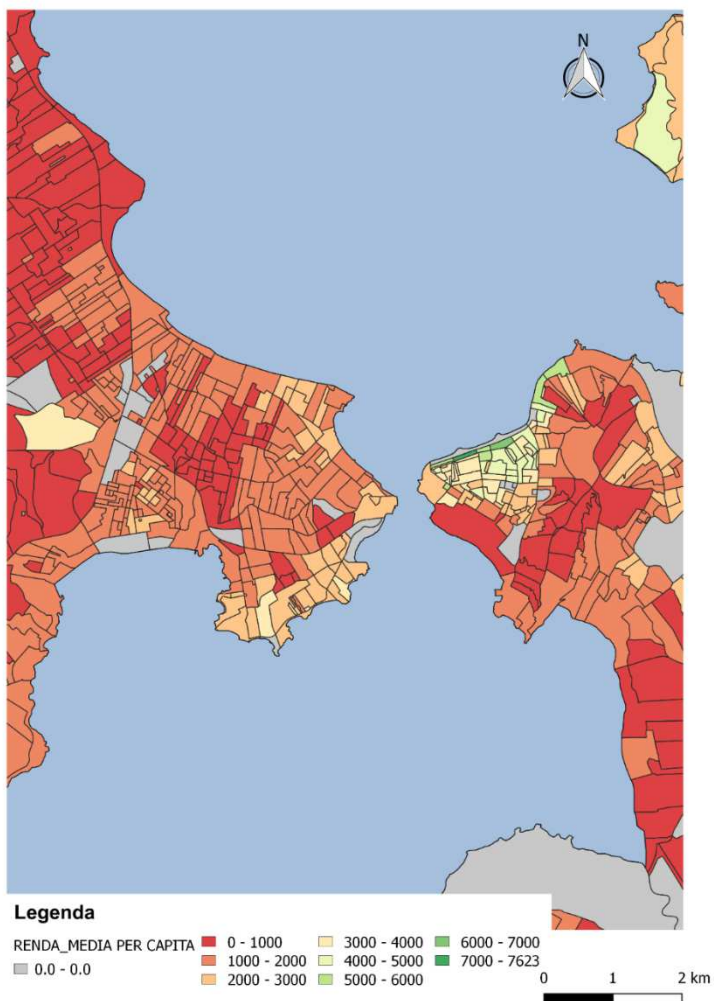 N
Legenda
RENDA_MEDIA PER CAPITA
0.0 - 0.0
0 - 1000
1000 - 2000
2000 - 3000
3000 - 4000
4000 - 5000
5000 - 6000
6000 - 7000
7000 - 7623
0 1 2 km